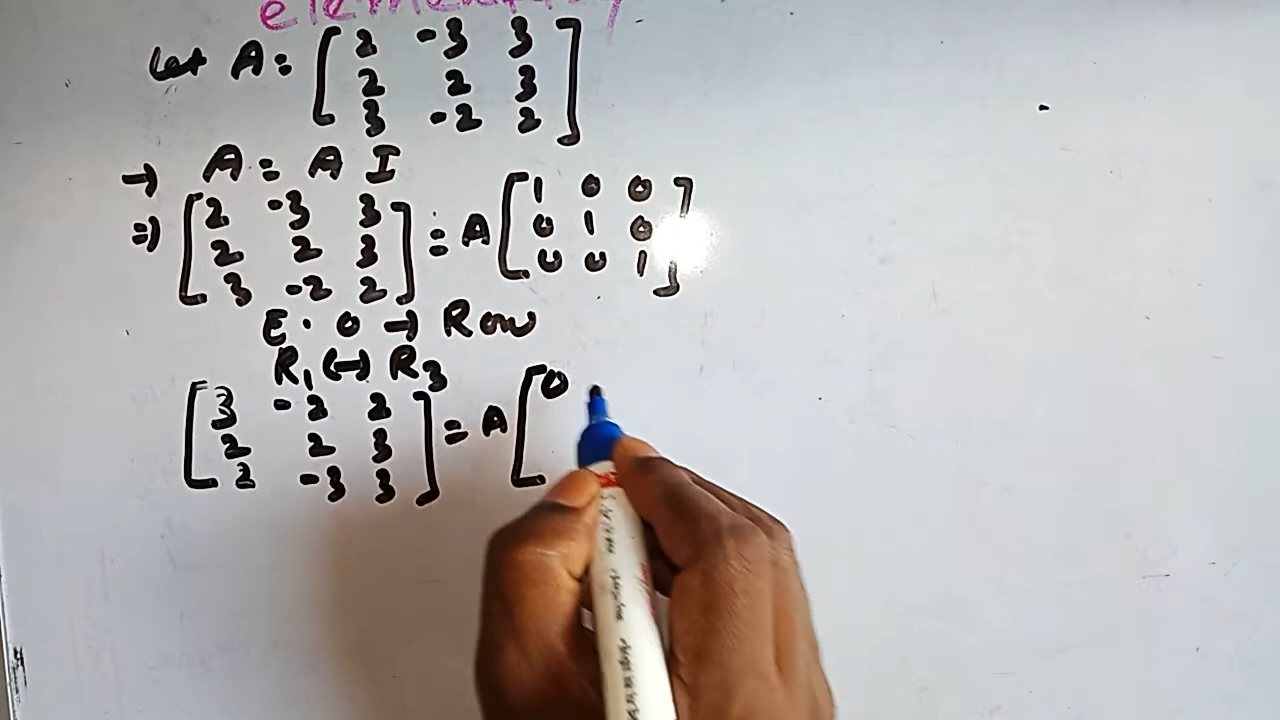 elementary
Let A = [ 2 -3 3
2 2 3
3 -2 2 ]
→ A = A I
⇒ [ 2 -3 3
2 2 3
3 -2 2 ] = A [ 1 0 0
0 1 0
0 0 1 ]
E. O → Row
R₁ ↔ R₃
[ 3 -2 2
2 2 3
2 -3 3 ] = A [ 0